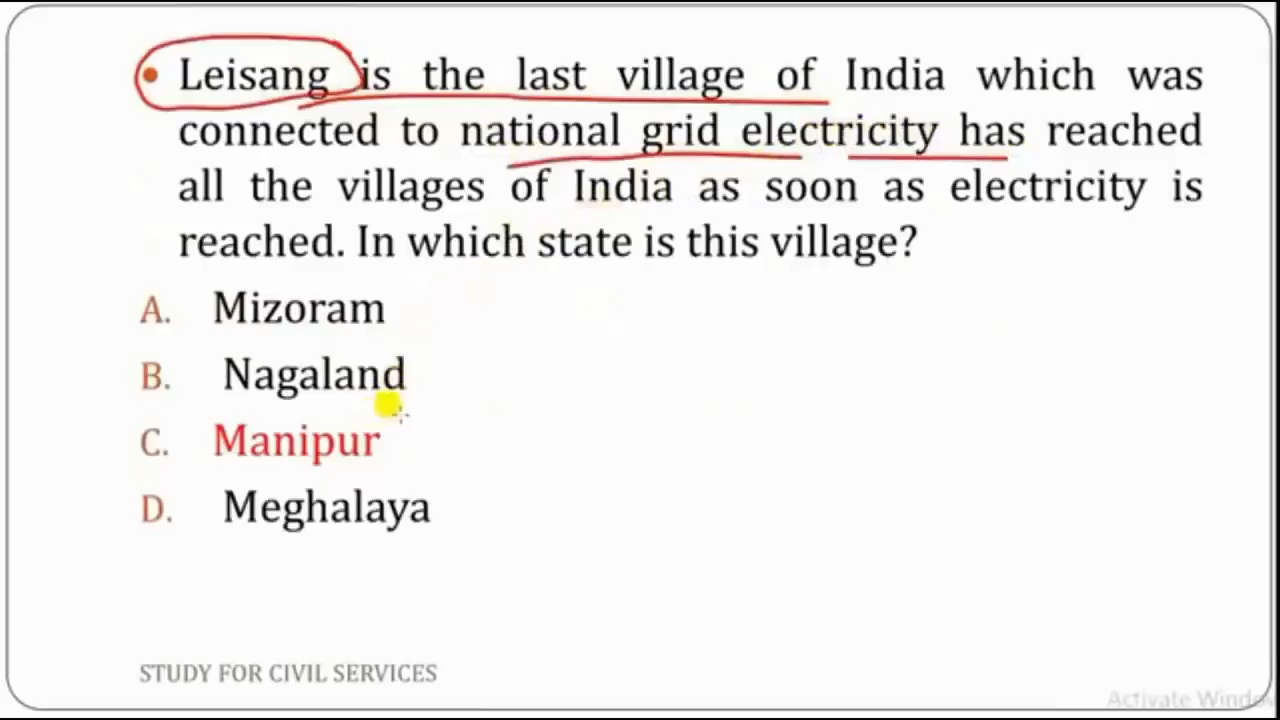 • Leisang is the last village of India which was
connected to national grid electricity has reached
all the villages of India as soon as electricity is
reached. In which state is this village?
A. Mizoram
B. Nagaland
C. Manipur
D. Meghalaya
STUDY FOR CIVIL SERVICES
Activate